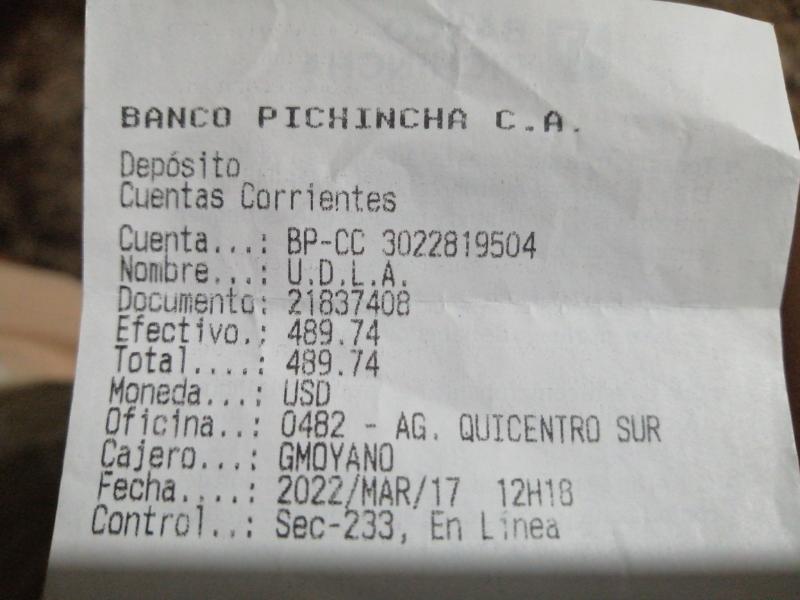 BANCO PICHINCHA C.A.
Depósito
Cuentas Corrientes
Cuenta...: BP-CC 3022819504
Nombre...: U.D.L.A.
Documento: 21837408
Efectivo.: 489.74
Total....: 489.74
Moneda...: USD
Oficina..: 0482 - AG. QUICENTRO SUR
Cajero...: GMOYANO
Fecha....: 2022/MAR/17 12H18
Control..: Sec-233, En Línea